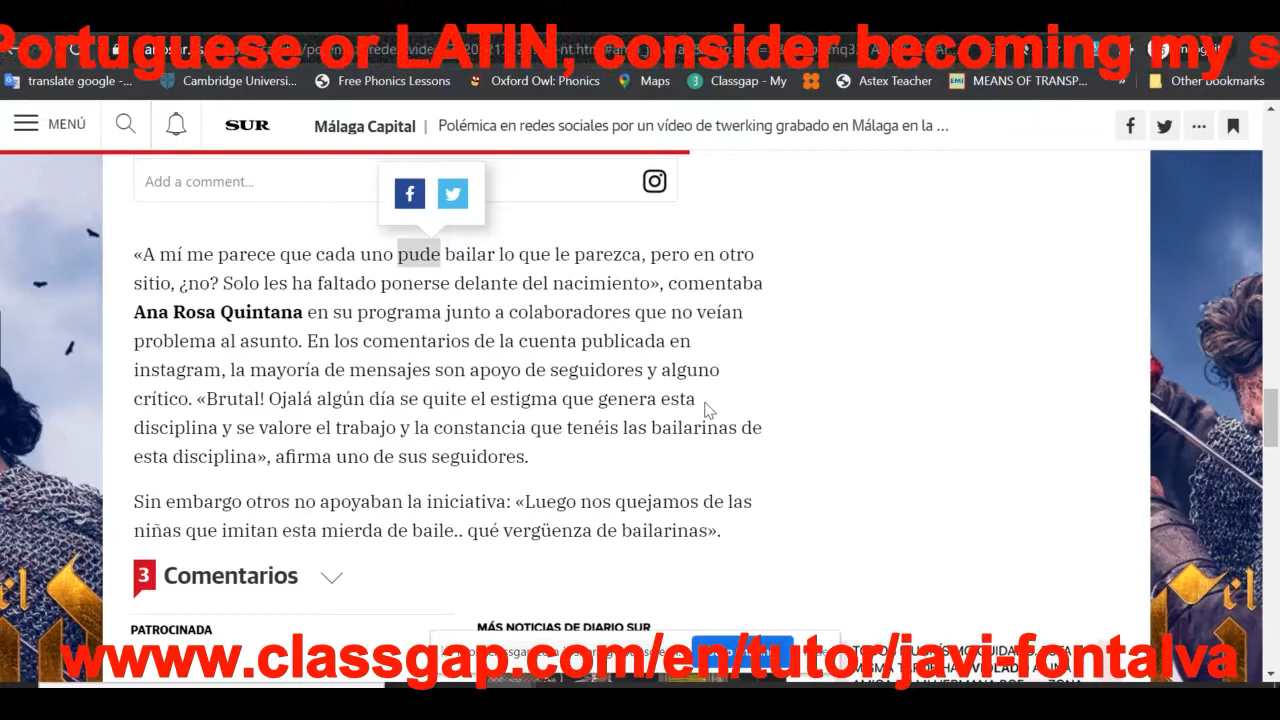 Portuguese or LATIN, consider becoming my s
translate google -...
Cambridge Universi...
Free Phonics Lessons
Oxford Owl: Phonics
Maps
Classgap - My
Astex Teacher
MEANS OF TRANSP...
»
Other bookmarks
MENÚ
SUR
Málaga Capital | Polémica en redes sociales por un vídeo de twerking grabado en Málaga en la ...
Add a comment...
«A mí me parece que cada uno pude bailar lo que le parezca, pero en otro
sitio, ¿no? Solo les ha faltado ponerse delante del nacimiento», comentaba
Ana Rosa Quintana en su programa junto a colaboradores que no veían
problema al asunto. En los comentarios de la cuenta publicada en
instagram, la mayoría de mensajes son apoyo de seguidores y alguno
crítico. «Brutal! Ojalá algún día se quite el estigma que genera esta
disciplina y se valore el trabajo y la constancia que tenéis las bailarinas de
esta disciplina», afirma uno de sus seguidores.
Sin embargo otros no apoyaban la iniciativa: «Luego nos quejamos de las
niñas que imitan esta mierda de baile.. qué vergüenza de bailarinas».
3 Comentarios
PATROCINADA
MÁS NOTICIAS DE DIARIO SUR
www.classgap.com/en/tutor/javi-fontalva